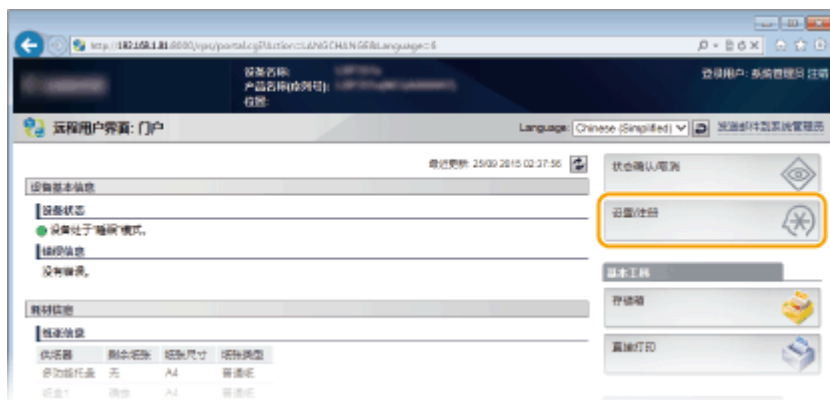 http://192.168.1.81:8000/rps/portal.cgi?Action=LANGCHANGE&Language=6
设备名称:
产品名称(序列号):
位置:
登录用户: 系统管理员 注销
远程用户界面: 门户
Language: Chinese (Simplified)
发送邮件到系统管理员
最近更新: 25/09 2015 02:37:56
状态确认/取消
设备基本信息
设备状态
设备处于"睡眠"模式。
设置/注册
错误信息
没有错误。
基本工具
耗材信息
存储箱
纸张信息
供纸器 剩余纸张 纸张尺寸 纸张类型
直接打印
多功能托盘 无 A4 普通纸
纸盒1 A4 普通纸